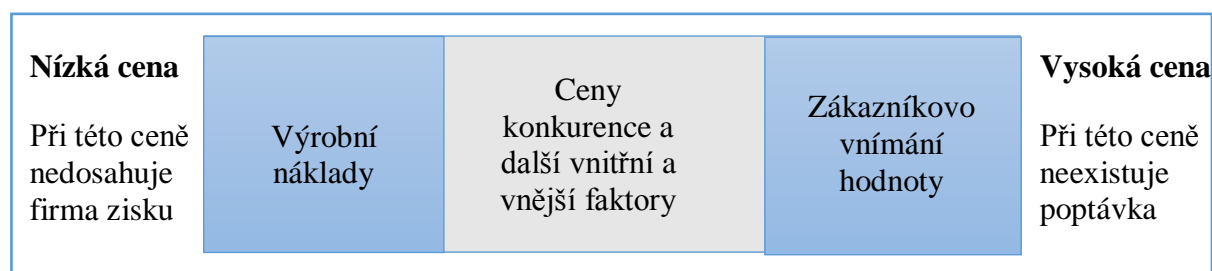 Nízká cena
Při této ceně
nedosahuje
firma zisku
Výrobní
náklady
Ceny
konkurence a
další vnitřní a
vnější faktory
Zákazníkovo
vnímání
hodnoty
Vysoká cena
Při této ceně
neexistuje
poptávka